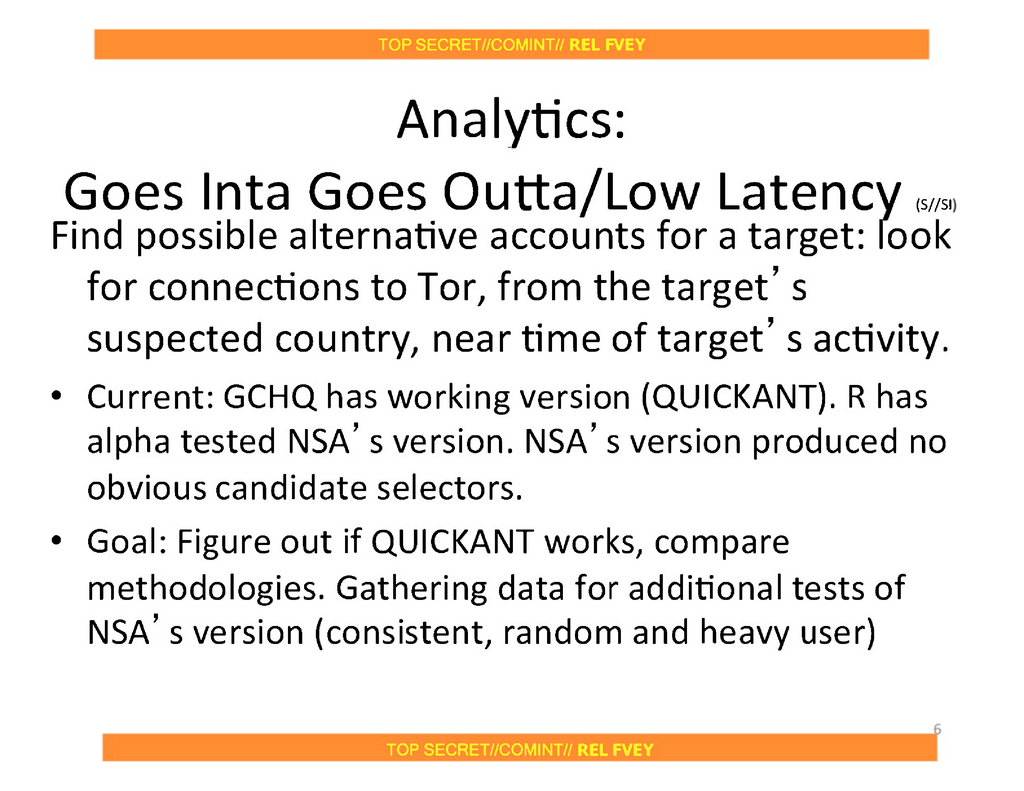 TOP SECRET//COMINT// REL FVEY
Analytics:
Goes Inta Goes Outta/Low Latency (S//SI)
Find possible alternative accounts for a target: look
for connections to Tor, from the target’s
suspected country, near time of target’s activity.
• Current: GCHQ has working version (QUICKANT). R has
alpha tested NSA’s version. NSA’s version produced no
obvious candidate selectors.
• Goal: Figure out if QUICKANT works, compare
methodologies. Gathering data for additional tests of
NSA’s version (consistent, random and heavy user)
6
TOP SECRET//COMINT// REL FVEY